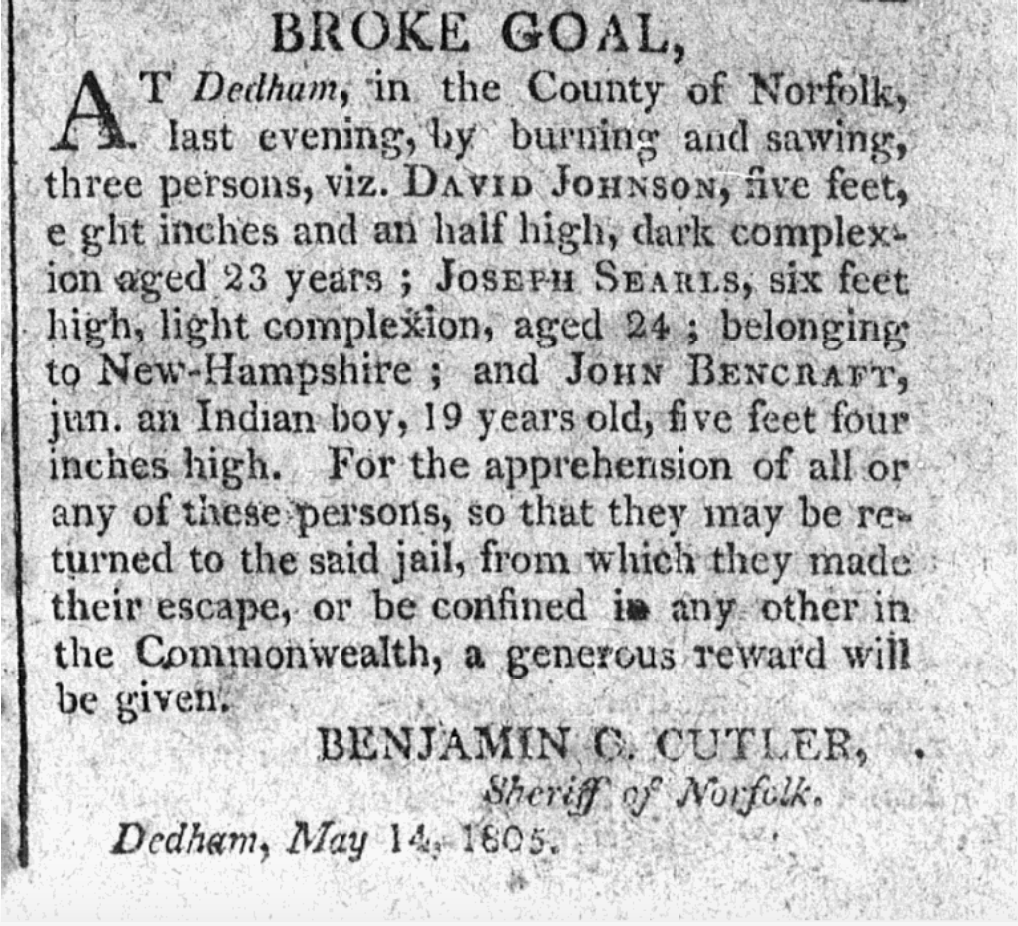 BROKE GOAL,
AT Dedham, in the County of Norfolk,
last evening, by burning and sawing,
three persons, viz. DAVID JOHNSON, five feet,
e ght inches and an half high, dark complex-
ion aged 23 years ; JOSEPH SEARLS, six feet
high, light complexion, aged 24 ; belonging
to New-Hampshire ; and JOHN BENCRAFT,
jun. an Indian boy, 19 years old, five feet four
inches high. For the apprehension of all or
any of these persons, so that they may be re-
turned to the said jail, from which they made
their escape, or be confined in any other in
the Commonwealth, a generous reward will
be given.
BENJAMIN C. CUTLER,
Sheriff of Norfolk.
Dedham, May 14, 1805.